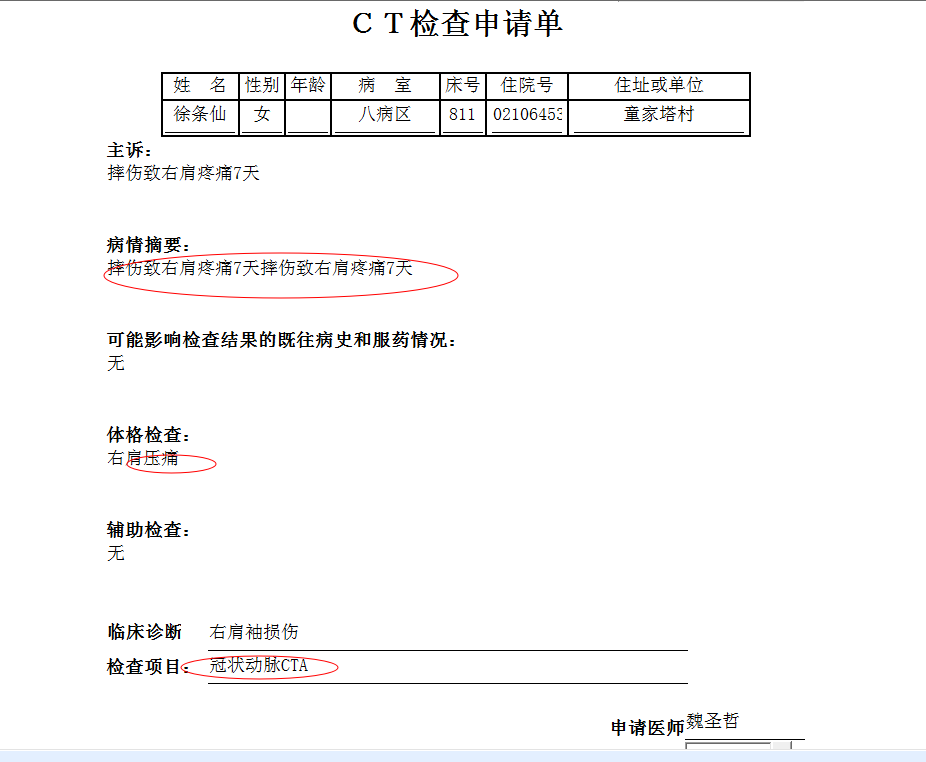 CT检查申请单
姓 名 性别 年龄 病 室 床号 住院号 住址或单位
徐条仙 女 八病区 811 02106453 童家塔村
主诉：
摔伤致右肩疼痛7天
病情摘要：
摔伤致右肩疼痛7天摔伤致右肩疼痛7天
可能影响检查结果的既往病史和服药情况：
无
体格检查：
右肩压痛
辅助检查：
无
临床诊断 右肩袖损伤
检查项目： 冠状动脉CTA
申请医师 魏圣哲